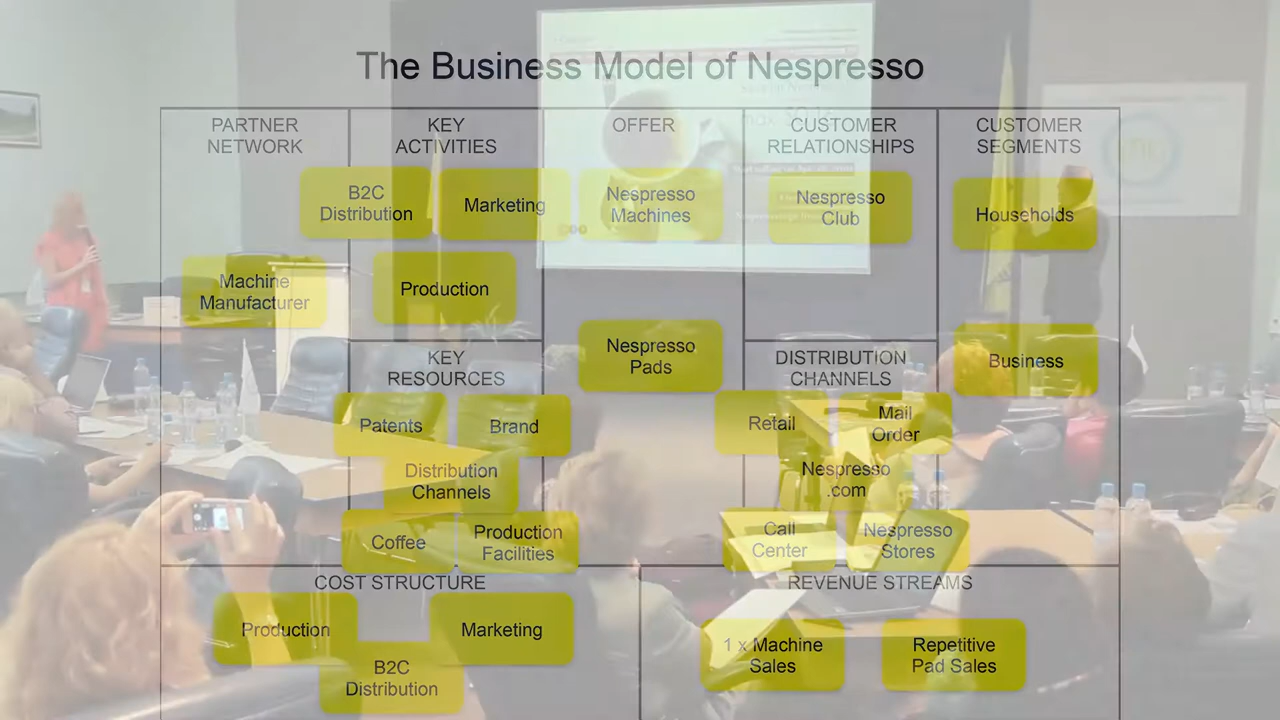 The Business Model of Nespresso
PARTNER
NETWORK
KEY
ACTIVITIES
OFFER
CUSTOMER
RELATIONSHIPS
CUSTOMER
SEGMENTS
B2C
Distribution
Marketing
Nespresso
Machines
Nespresso
Club
Households
Machine
Manufacturer
Production
Nespresso
Pads
Business
KEY
RESOURCES
DISTRIBUTION
CHANNELS
Patents
Brand
Retail
Mail
Order
Distribution
Channels
Nespresso
.com
Coffee
Production
Facilities
Call
Center
Nespresso
Stores
COST STRUCTURE
REVENUE STREAMS
Production
Marketing
B2C
Distribution
1 x Machine
Sales
Repetitive
Pad Sales